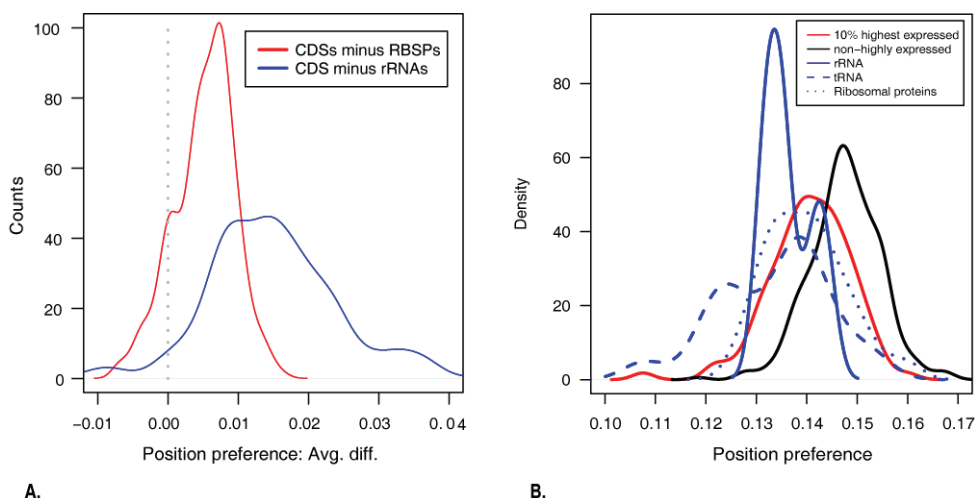 100
80
60
40
20
0
Counts
CDSs minus RBSPs
CDS minus rRNAs
−0.01
0.00
0.01
0.02
0.03
0.04
Position preference: Avg. diff.
A.
80
60
40
20
0
Density
10% highest expressed
non−highly expressed
rRNA
tRNA
Ribosomal proteins
0.10
0.11
0.12
0.13
0.14
0.15
0.16
0.17
Position preference
B.